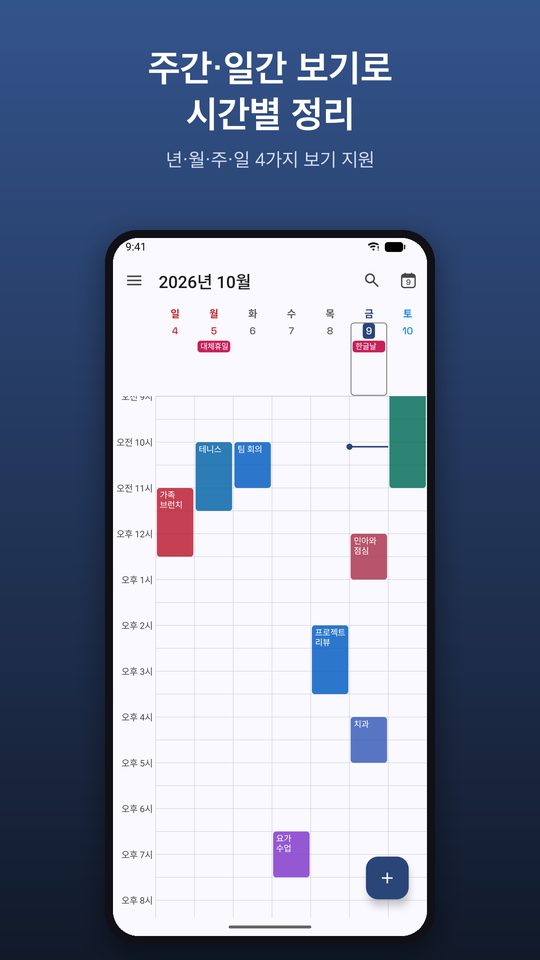 주간·일간 보기로
시간별 정리
년·월·주·일 4가지 보기 지원
9:41
2026년 10월
9
일 월 화 수 목 금 토
4 5 6 7 8 9 10
대체휴일
한글날
오전 9시
오전 10시
테니스
팀 회의
오전 11시
가족
브런치
오후 12시
민아와
점심
오후 1시
오후 2시
프로젝트
리뷰
오후 3시
오후 4시
치과
오후 5시
오후 6시
요가
수업
오후 7시
오후 8시